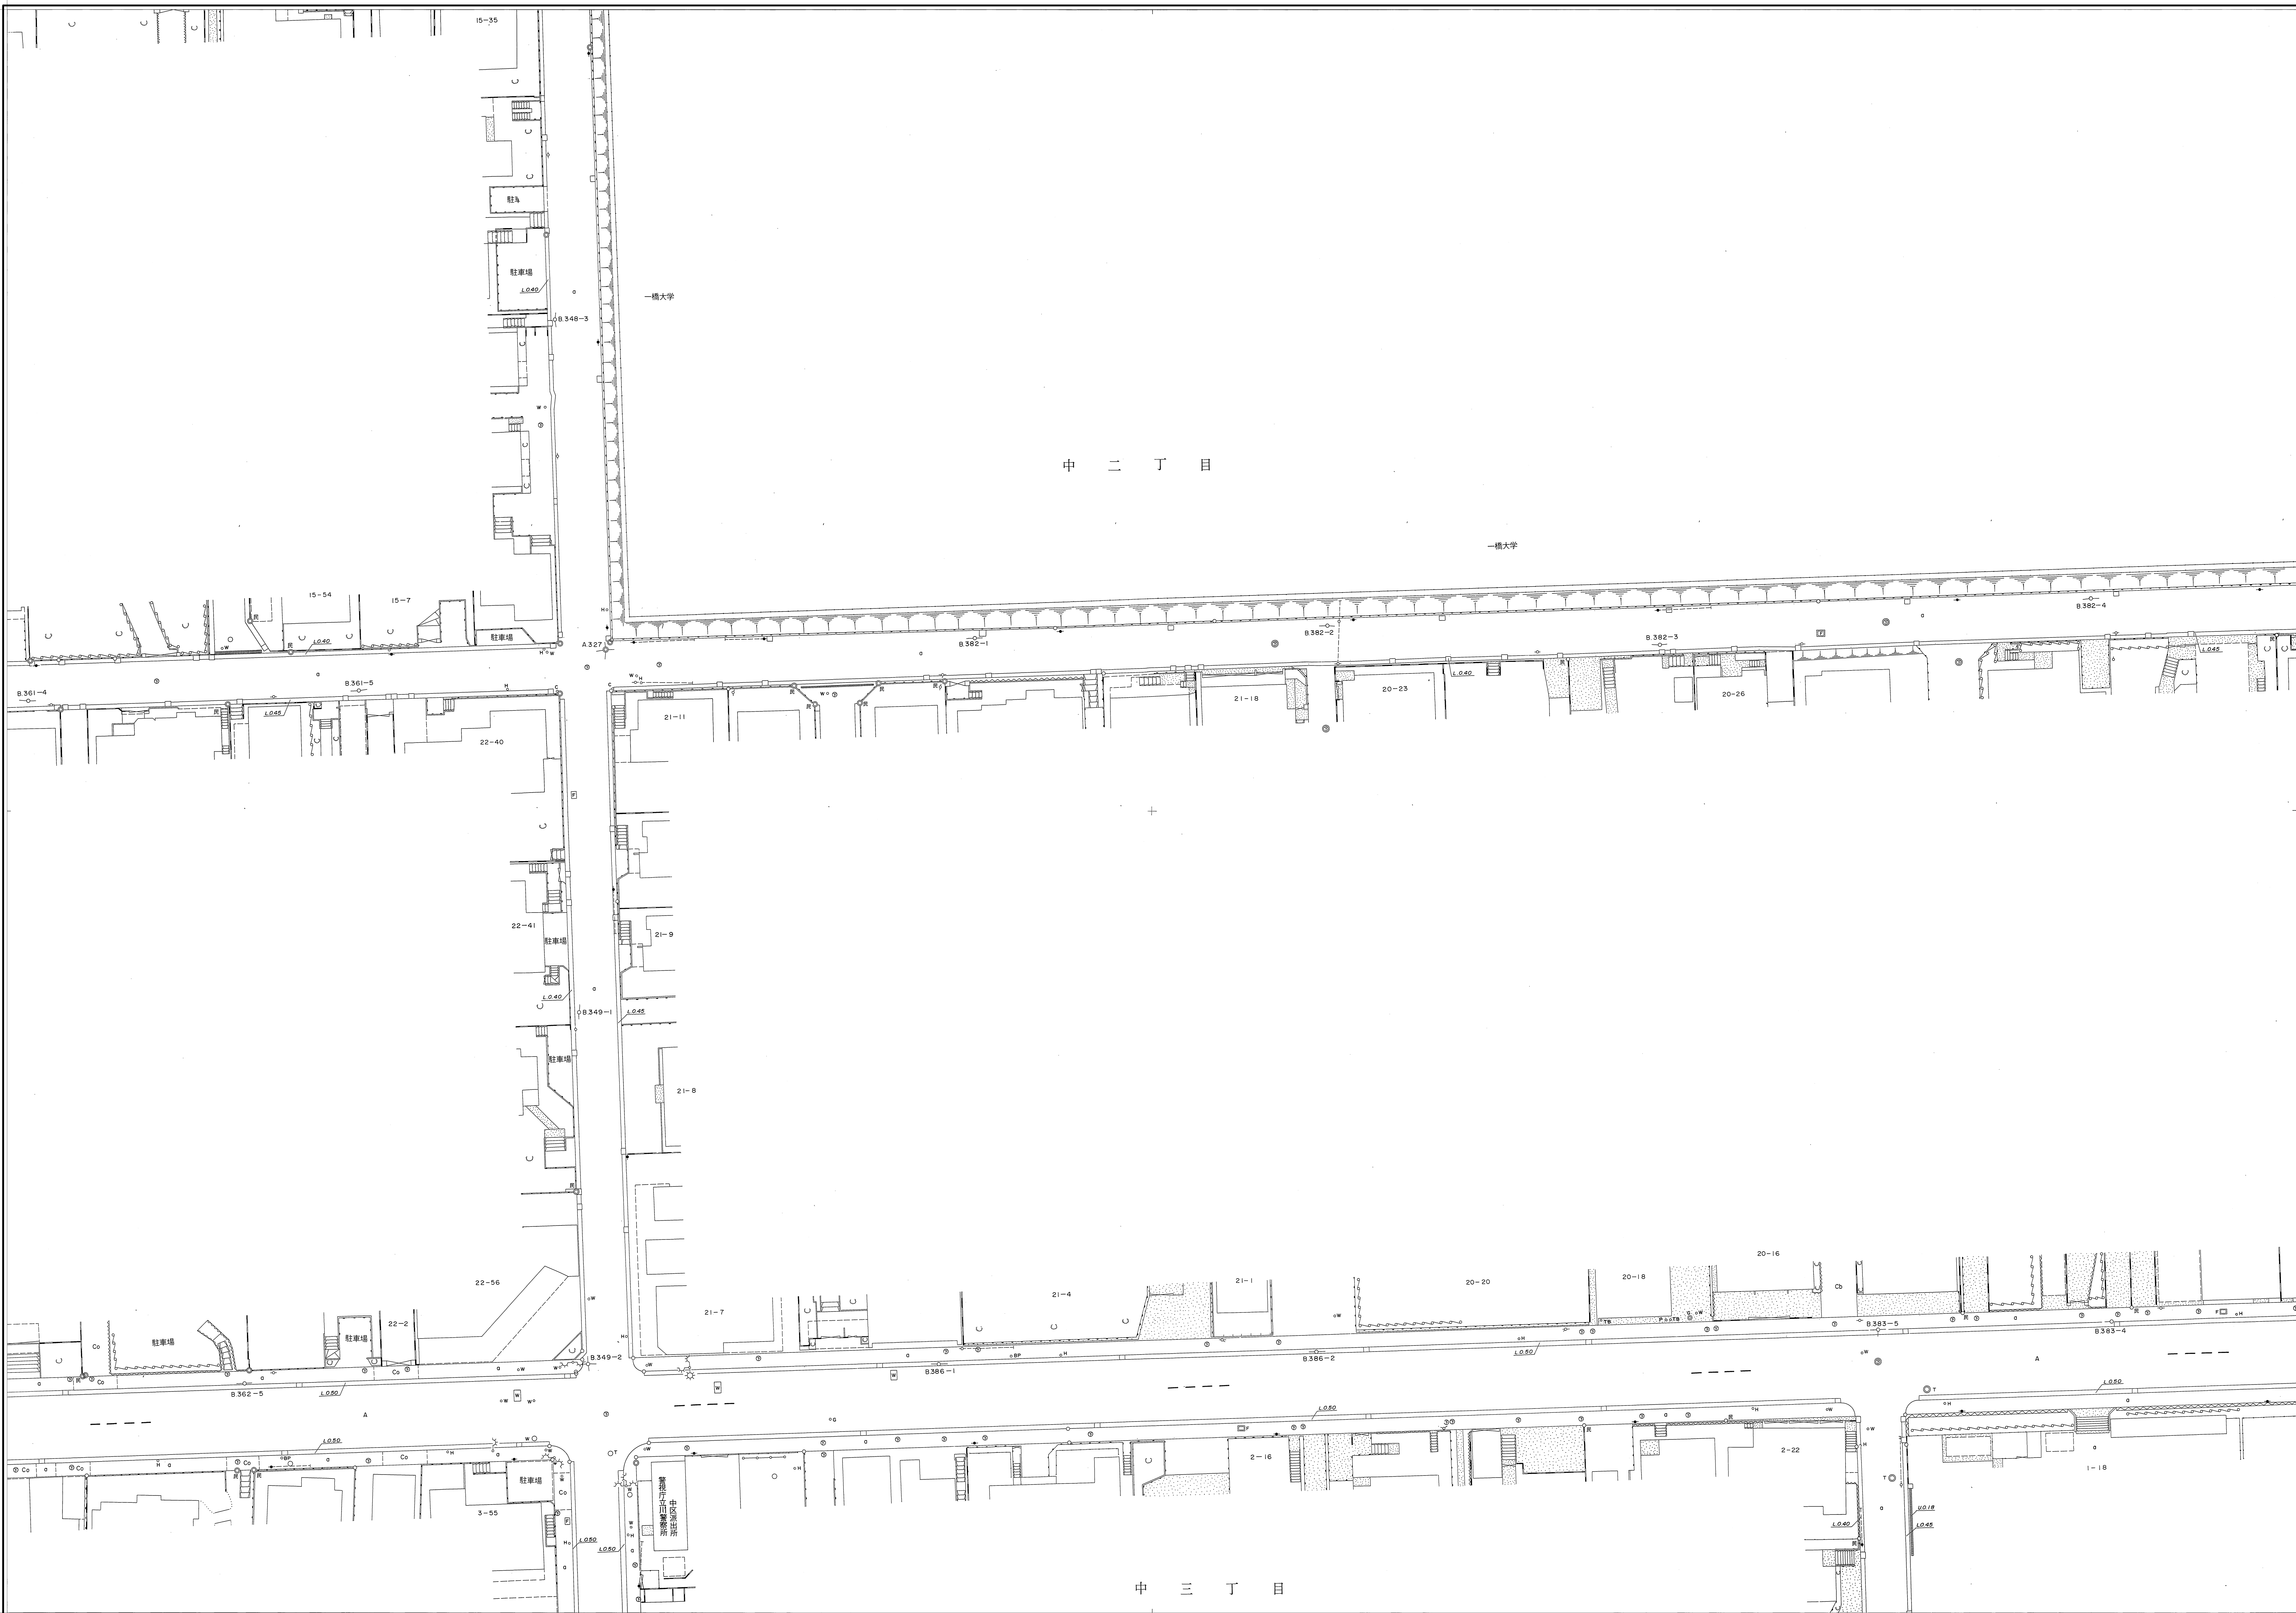 15-35
駐車場
L0.40
B.348-3
一橋大学
中二丁目
一橋大学
15-54
15-7
駐車場
L0.40
A.327
B.382-1
B.382-2
B.382-3
B.382-4
L0.45
B.361-4
B.361-5
L0.45
22-40
21-11
21-18
20-23
L0.40
20-26
22-41
駐車場
21-9
L0.40
B.349-1
L0.45
駐車場
21-8
22-56
22-2
駐車場
駐車場
Co
21-7
21-4
21-1
20-20
20-18
20-16
Cb
B.362-5
L0.50
B.349-2
B.386-1
B.386-2
L0.50
B.383-5
B.383-4
A
A
L0.50
L0.50
L0.50
駐車場
3-55
L0.50
L0.50
警視庁立川警察所
中区派出所
2-16
2-22
1-18
L0.40
U0.18
L0.45
中三丁目